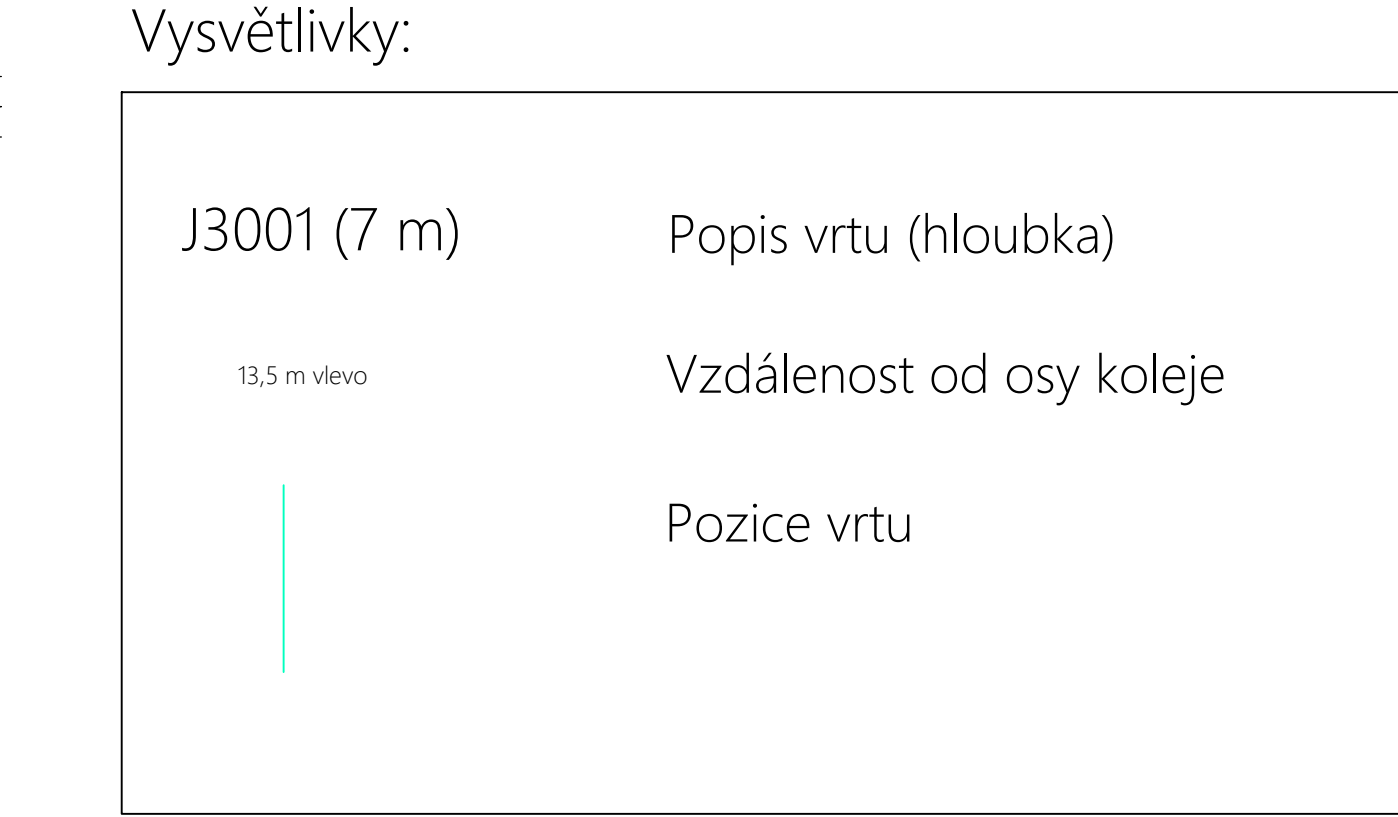 Vysvětlivky:
J3001 (7 m)
Popis vrtu (hloubka)
13,5 m vlevo
Vzdálenost od osy koleje
Pozice vrtu